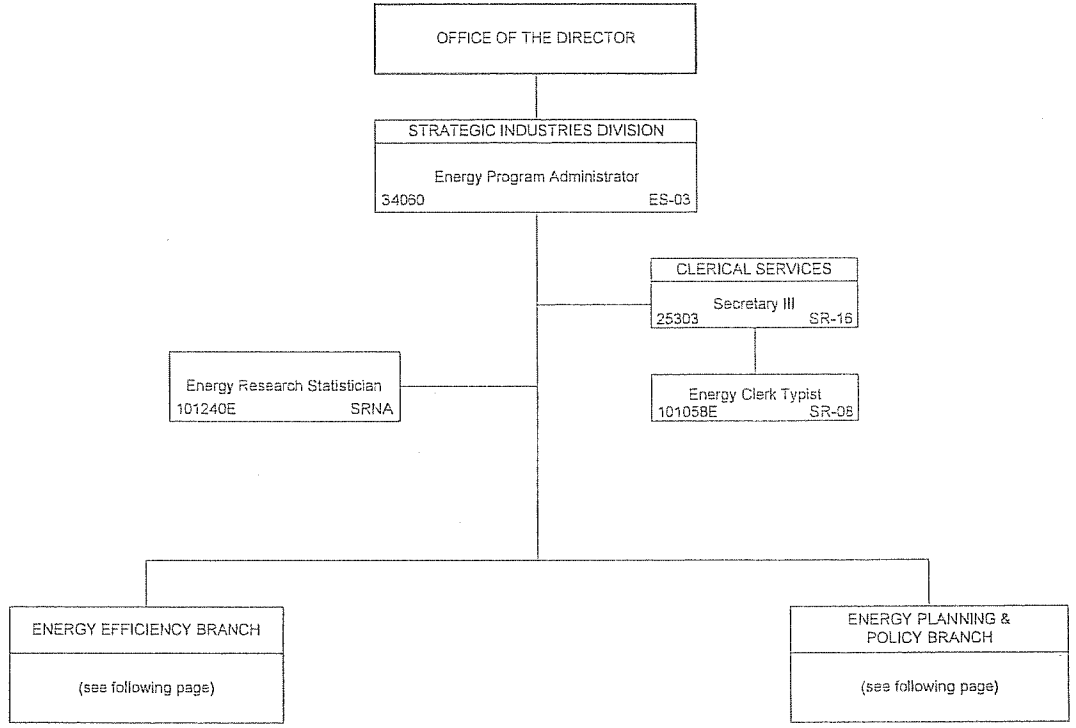 OFFICE OF THE DIRECTOR
STRATEGIC INDUSTRIES DIVISION
Energy Program Administrator
34060 ES-03
CLERICAL SERVICES
Secretary III
25303 SR-16
Energy Research Statistician
101240E SRNA
Energy Clerk Typist
101058E SR-08
ENERGY EFFICIENCY BRANCH
(see following page)
ENERGY PLANNING &
POLICY BRANCH
(see following page)